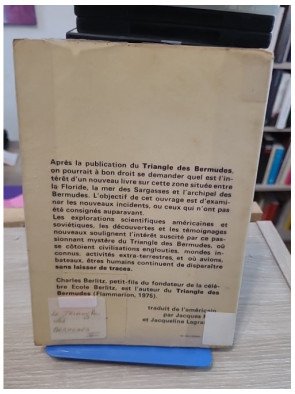 Après la publication du Triangle des Bermudes,
on pourrait à bon droit se demander quel est l'in-
térêt d'un nouveau livre sur cette zone située entre
la Floride, la mer des Sargasses et l'archipel des
Bermudes. L'objectif de cet ouvrage est d'exami-
ner les nouveaux incidents, ou ceux qui n'ont pas
été consignés auparavant.
Les explorations scientifiques américaines et
soviétiques, les découvertes et les témoignages
nouveaux soulignent l'intérêt suscité par ce pas-
sionnant mystère du Triangle des Bermudes, où
se côtoient civilisations englouties, mondes in-
connus, activités extra-terrestres, et où avions,
bateaux, êtres humains continuent de disparaître
sans laisser de traces.
Charles Berlitz, petit-fils du fondateur de la célè-
bre Ecole Berlitz, est l'auteur du Triangle des
Bermudes (Flammarion, 1975).
traduit de l'américain
par Jacques
et Jacqueline
Le Triangle
des
Bermudes